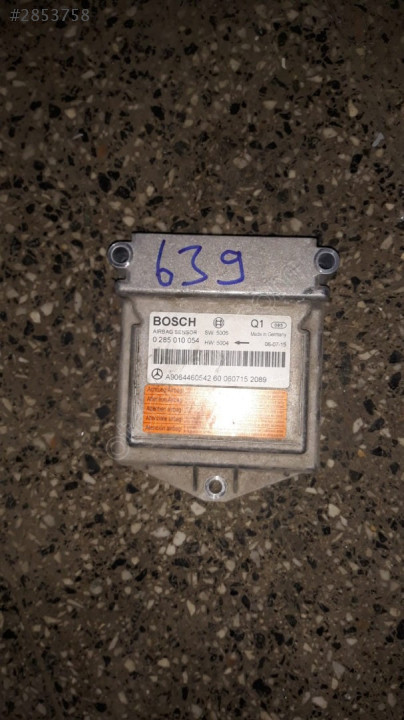 #2853758
639
BOSCH SW 5005 Q1
AIRBAG SENSOR Made in Germany
0 285 010 054 HW 5004 06-07-15
A9064460542 60 060715 2089